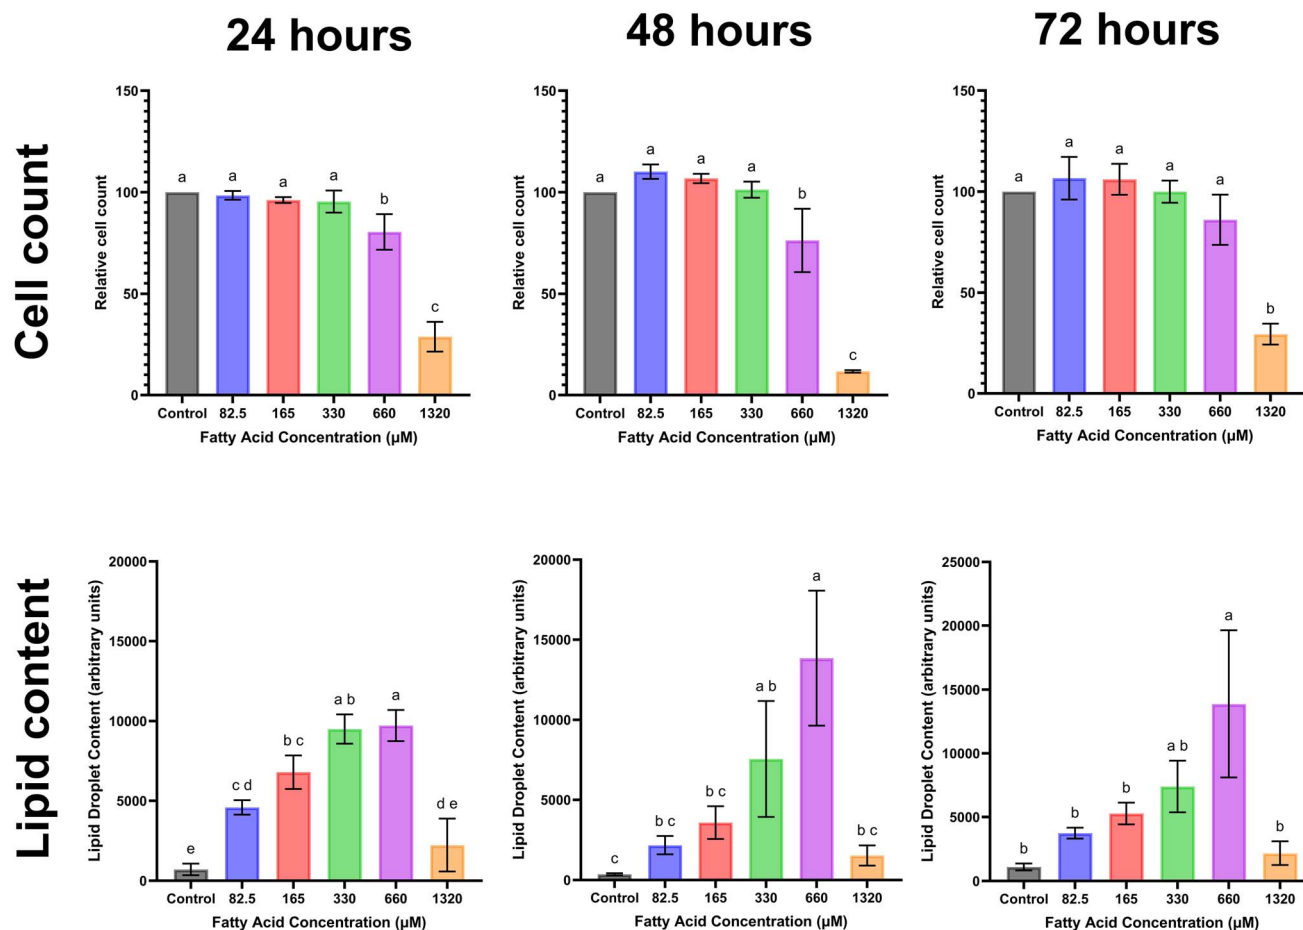 24 hours
48 hours
72 hours
Cell count
Relative cell count
150
100
50
0
a
a
a
a
b
c
Control 82.5 165 330 660 1320
Fatty Acid Concentration (µM)
Relative cell count
150
100
50
0
a
a
a
a
b
c
Control 82.5 165 330 660 1320
Fatty Acid Concentration (µM)
Relative cell count
150
100
50
0
a
a
a
a
a
b
Control 82.5 165 330 660 1320
Fatty Acid Concentration (µM)
Lipid content
Lipid Droplet Content (arbitrary units)
20000
15000
10000
5000
0
e
c d
b c
a b
a
d e
Control 82.5 165 330 660 1320
Fatty Acid Concentration (µM)
Lipid Droplet Content (arbitrary units)
20000
15000
10000
5000
0
c
b c
b c
a b
a
b c
Control 82.5 165 330 660 1320
Fatty Acid Concentration (µM)
Lipid Droplet Content (arbitrary units)
25000
20000
15000
10000
5000
0
b
b
b
a b
a
b
Control 82.5 165 330 660 1320
Fatty Acid Concentration (µM)